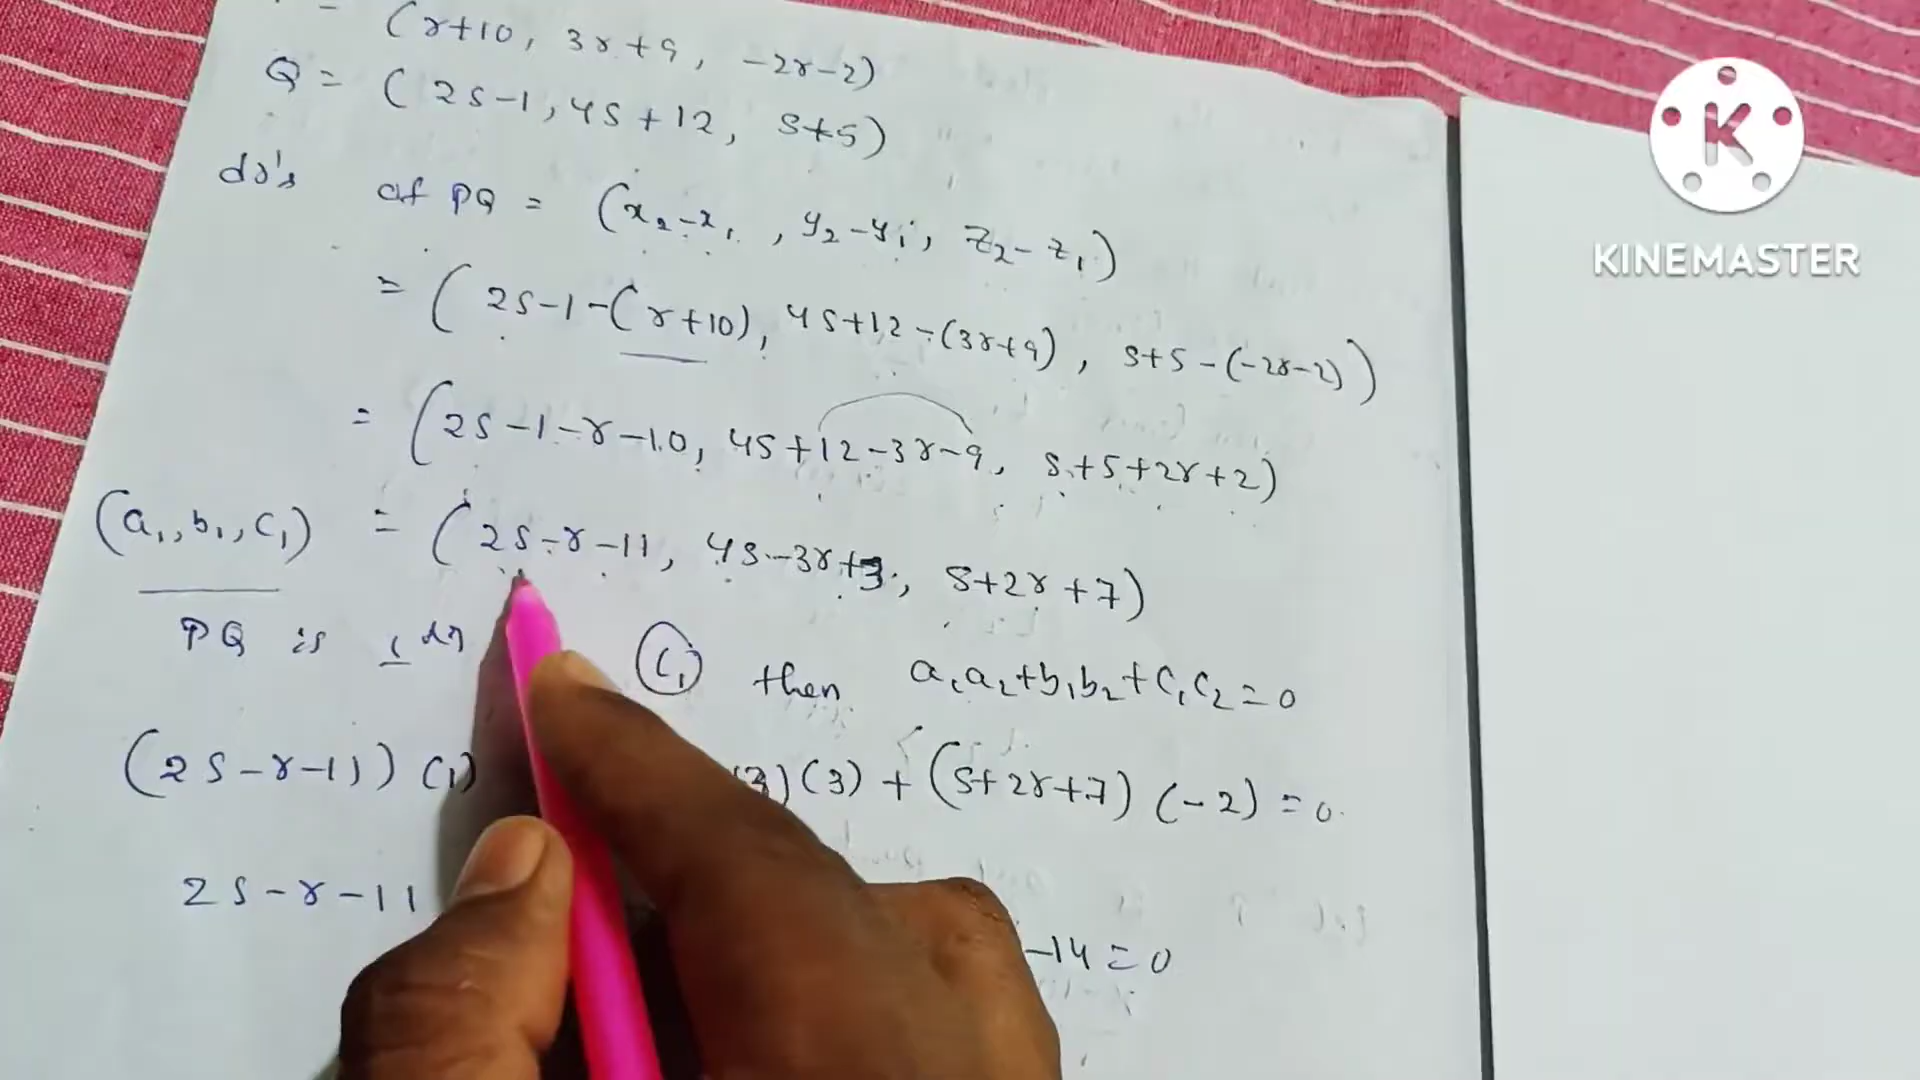 = (r+10, 3r+9, -2r-2)
Q = (2s-1, 4s+12, s+5)
dr's of PQ = (x₂-x₁, y₂-y₁, z₂-z₁)
= (2s-1-(r+10), 4s+12-(3r+9), s+5-(-2r-2))
= (2s-1-r-10, 4s+12-3r-9, s+5+2r+2)
(a₁, b₁, c₁) = (2s-r-11, 4s-3r+3, s+2r+7)
PQ is L₁ then a₁a₂+b₁b₂+c₁c₂=0
(2s-r-11)(1) (3)+(s+2r+7)(-2)=0
2s-r-11 -14=0
K
KINEMASTER